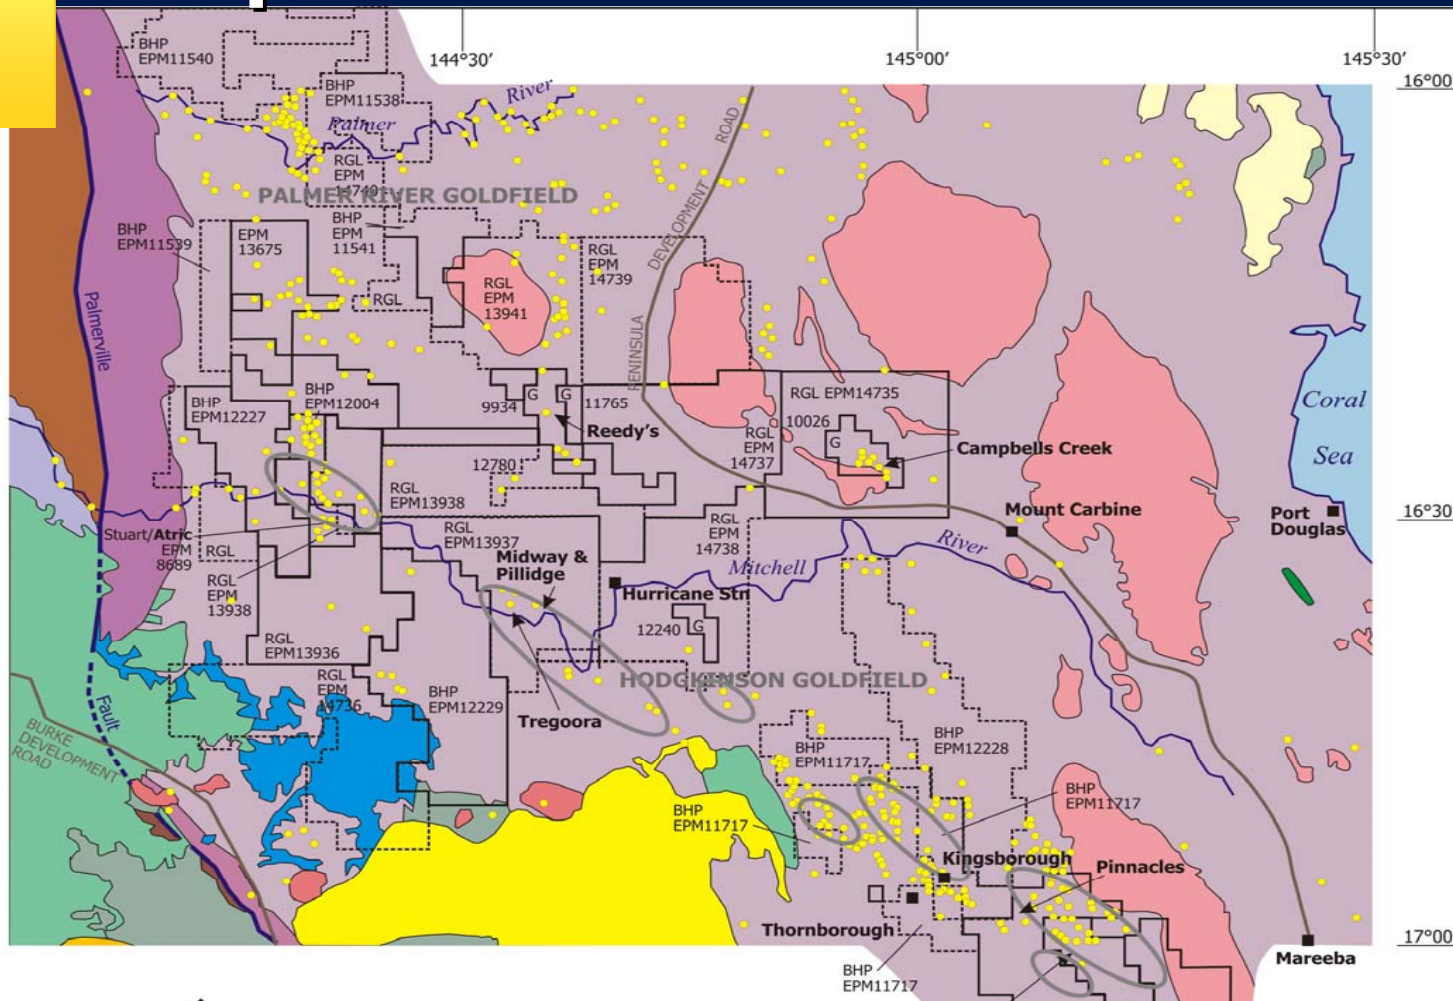 BHP
EPM11540
144°30'
145°00'
145°30'
16°00'
BHP
EPM11538
River
Palmer
ROAD
RGL
EPM
14740
PALMER RIVER GOLDFIELD
DEVELOPMENT
BHP
EPM11539
EPM
13675
BHP
EPM
11541
RGL
EPM
14739
RGL
RGL
EPM
13941
Palmerville
PENINSULA
BHP
EPM12227
BHP
EPM12004
9934
G
G
11765
Reedy's
RGL EPM14735
10026
G
RGL
EPM
14737
Campbells Creek
Coral
Sea
12780
RGL
EPM13938
Mount Carbine
Port
Douglas
16°30
Stuart/Atric
EPM
8689
RGL
RGL
EPM13937
RGL
EPM
14738
Midway &
Pillidge
Mitchell
River
RGL
EPM
13938
Hurricane Stn
12240
G
RGL
EPM13936
RGL
EPM
14736
BHP
EPM12229
HODGKINSON GOLDFIELD
Tregoora
Fault
BURKE
DEVELOPMENT
ROAD
BHP
EPM12228
BHP
EPM11717
BHP
EPM11717
BHP
EPM11717
Kingsborough
Pinnacles
Thornborough
17°00
Mareeba
BHP
EPM11717